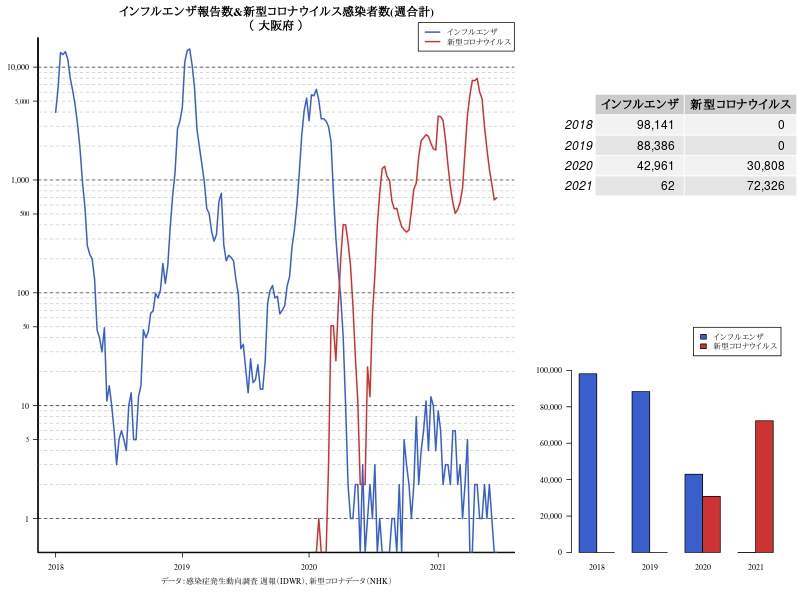 インフルエンザ報告数&新型コロナウイルス感染者数(週合計)
( 大阪府 )
インフルエンザ
新型コロナウイルス
10,000
5,000
1,000
500
100
50
10
5
1
2018
2019
2020
2021
データ:感染症発生動向調査 週報(IDWR)、新型コロナデータ(NHK)
インフルエンザ 新型コロナウイルス
2018 98,141 0
2019 88,386 0
2020 42,961 30,808
2021 62 72,326
インフルエンザ
新型コロナウイルス
100,000
80,000
60,000
40,000
20,000
0
2018
2019
2020
2021